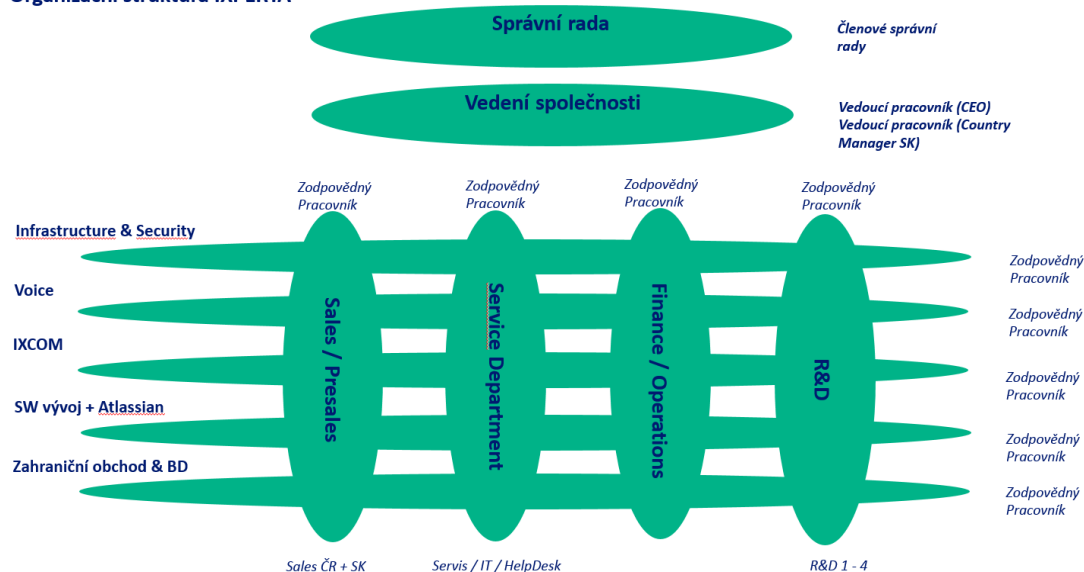 Správní rada
Členové správní
rady
Vedení společnosti
Vedoucí pracovník (CEO)
Vedoucí pracovník (Country
Manager SK)
Zodpovědný
Pracovník
Zodpovědný
Pracovník
Zodpovědný
Pracovník
Zodpovědný
Pracovník
Infrastructure & Security
Zodpovědný
Pracovník
Voice
Zodpovědný
Pracovník
IXCOM
Zodpovědný
Pracovník
SW vývoj + Atlassian
Zodpovědný
Pracovník
Zahraniční obchod & BD
Zodpovědný
Pracovník
Sales / Presales
Service Department
Finance / Operations
R&D
Sales ČR + SK
Servis / IT / HelpDesk
R&D 1 - 4